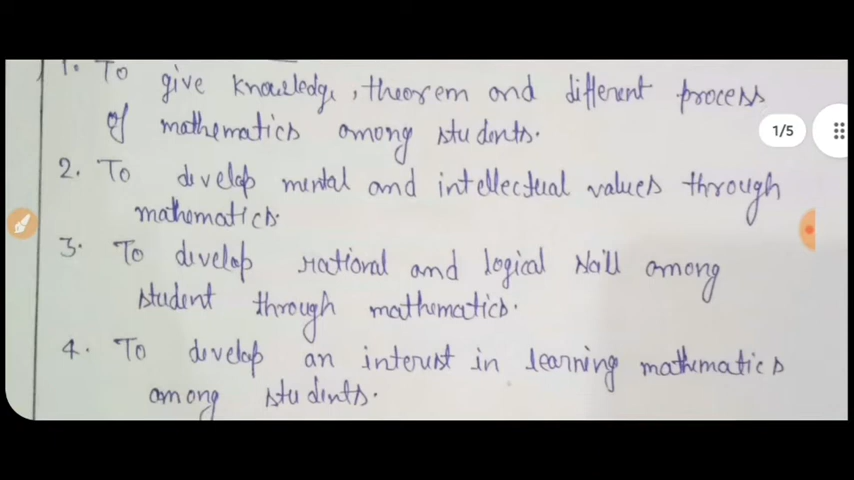 1. To
give knowledge, theorem and different process
of mathematics among students.
1/5
2. To develop mental and intellectual values through
mathematics.
3. To develop rational and logical skill among
student through mathematics.
4. To develop an interest in learning mathematics
among students.